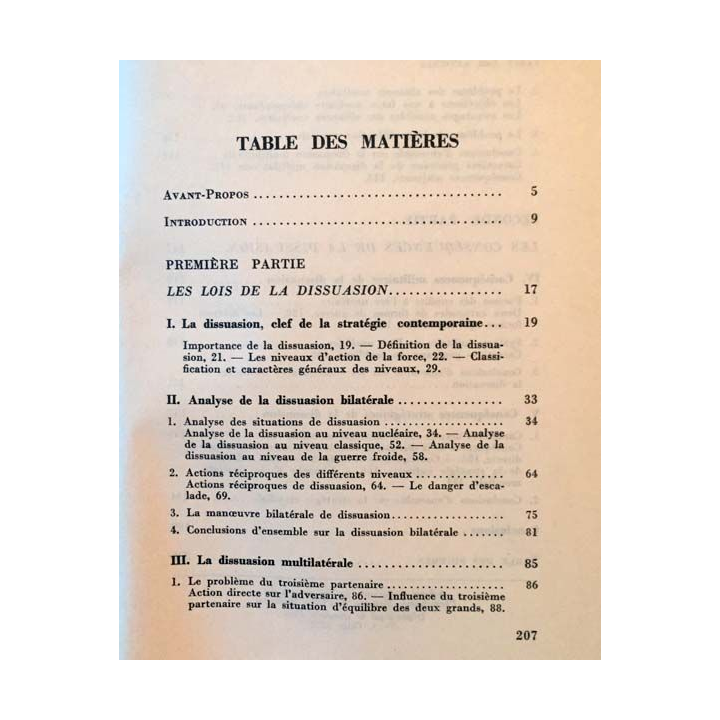 TABLE DES MATIÈRES
AVANT-PROPOS ........................................ 5
INTRODUCTION ........................................ 9
PREMIÈRE PARTIE
LES LOIS DE LA DISSUASION.................. 17
I. La dissuasion, clef de la stratégie contemporaine... 19
Importance de la dissuasion, 19. — Définition de la dissua-
sion, 21. — Les niveaux d'action de la force, 22. — Classi-
fication et caractères généraux des niveaux, 29.
II. Analyse de la dissuasion bilatérale ................ 33
1. Analyse des situations de dissuasion .................. 34
Analyse de la dissuasion au niveau nucléaire, 34. — Analyse
de la dissuasion au niveau classique, 52. — Analyse de la
dissuasion au niveau de la guerre froide, 58.
2. Actions réciproques des différents niveaux ............... 64
Actions réciproques de dissuasion, 64. — Le danger d'esca-
lade, 69.
3. La manœuvre bilatérale de dissuasion.................. 75
4. Conclusions d'ensemble sur la dissuasion bilatérale ....... 81
III. La dissuasion multilatérale ....................... 85
1. Le problème du troisième partenaire .................. 86
Action directe sur l'adversaire, 86. — Influence du troisième
partenaire sur la situation d'équilibre des deux grands, 88.
207